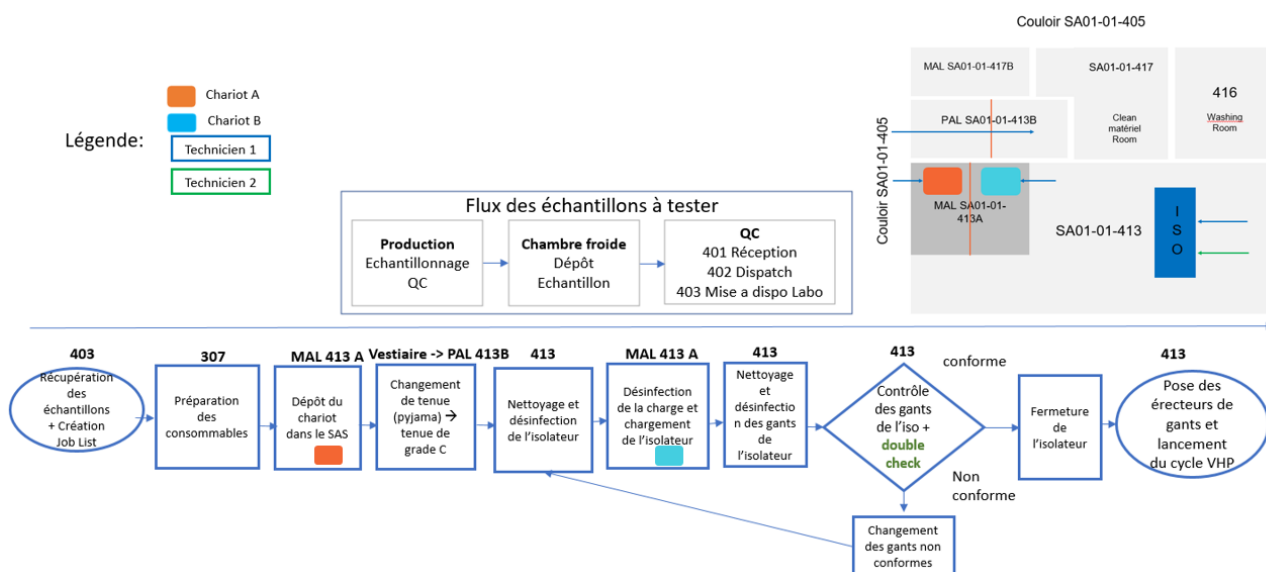 Couloir SA01-01-405
MAL SA01-01-417B
SA01-01-417
416
Washing
Room
PAL SA01-01-413B
Clean
matériel
Room
Couloir SA01-01-405
MAL SA01-01-
413A
SA01-01-413
ISO
Légende:
Chariot A
Chariot B
Technicien 1
Technicien 2
Flux des échantillons à tester
Production
Echantillonnage
QC
Chambre froide
Dépôt
Echantillon
QC
401 Réception
402 Dispatch
403 Mise a dispo Labo
403
Récupération
des
échantillons
+ Création
Job List
307
Préparation
des
consommables
MAL 413 A
Dépôt du
chariot
dans le SAS
Vestiaire -> PAL 413B
Changement
de tenue
(pyjama) →
tenue de
grade C
413
Nettoyage et
désinfection
de l'isolateur
MAL 413 A
Désinfection
de la charge et
chargement
de l'isolateur
413
Nettoyage
et
désinfectio
n des gants
de
l'isolateur
413
Contrôle
des gants
de l'iso +
double
check
conforme
Non
conforme
Changement
des gants non
conformes
Fermeture
de
l'isolateur
413
Pose des
érecteurs de
gants et
lancement
du cycle VHP